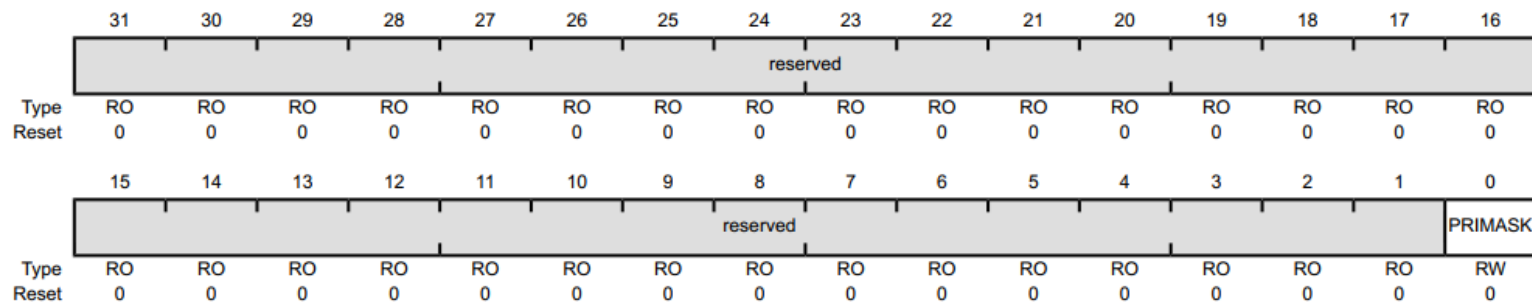 31 30 29 28 27 26 25 24 23 22 21 20 19 18 17 16
reserved
Type RO RO RO RO RO RO RO RO RO RO RO RO RO RO RO RO
Reset 0 0 0 0 0 0 0 0 0 0 0 0 0 0 0 0
15 14 13 12 11 10 9 8 7 6 5 4 3 2 1 0
reserved PRIMASK
Type RO RO RO RO RO RO RO RO RO RO RO RO RO RO RO RW
Reset 0 0 0 0 0 0 0 0 0 0 0 0 0 0 0 0